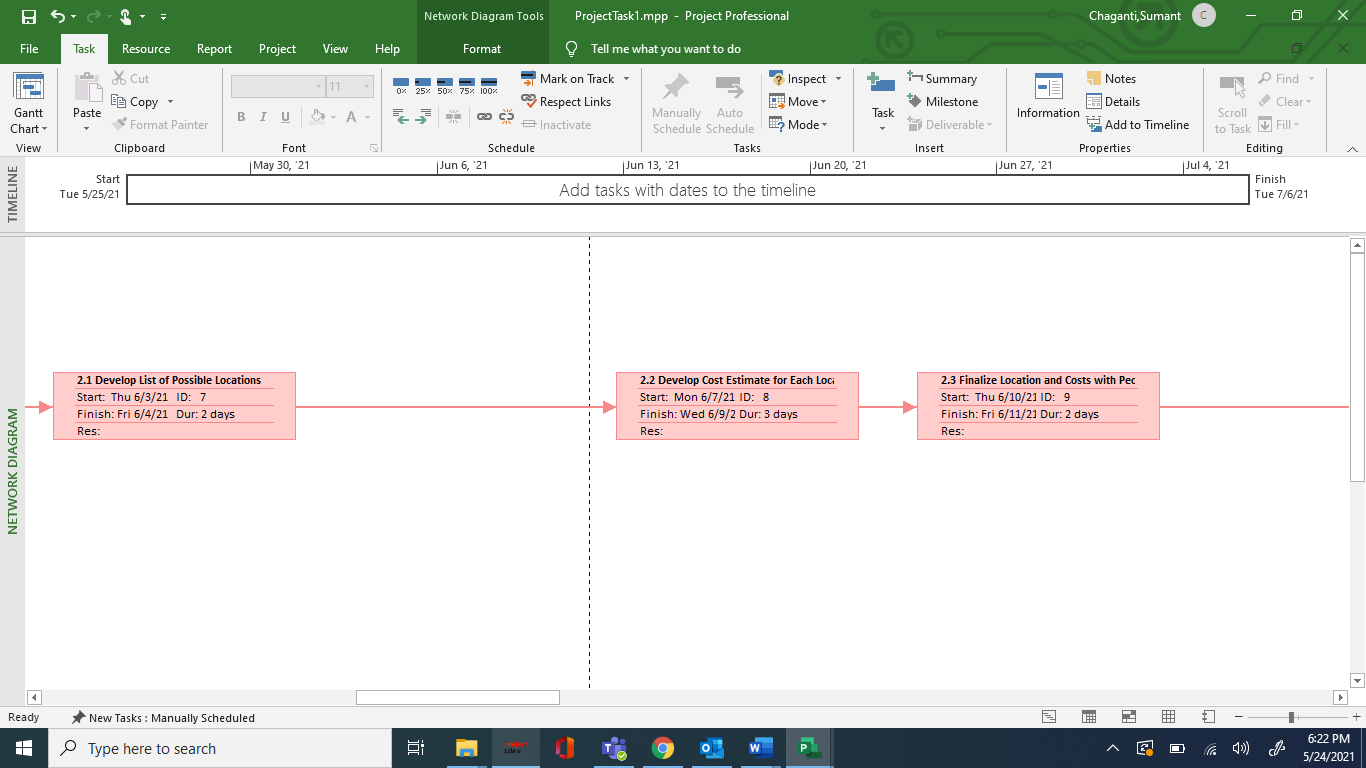 Network Diagram Tools
ProjectTask1.mpp - Project Professional
Chaganti,Sumant
C
File Task Resource Report Project View Help Format Tell me what you want to do
Gantt
Chart
View
Paste
Cut
Copy
Format Painter
Clipboard
11
B I U A
Font
0% 25% 50% 75% 100%
Mark on Track
Respect Links
Inactivate
Schedule
Manually
Schedule
Auto
Schedule
Inspect
Move
Mode
Tasks
Task
Summary
Milestone
Deliverable
Insert
Information
Notes
Details
Add to Timeline
Properties
Scroll
to Task
Find
Clear
Fill
Editing
TIMELINE
May 30, '21 Jun 6, '21 Jun 13, '21 Jun 20, '21 Jun 27, '21 Jul 4, '21
Start
Tue 5/25/21
Add tasks with dates to the timeline
Finish
Tue 7/6/21
NETWORK DIAGRAM
2.1 Develop List of Possible Locations
Start: Thu 6/3/21 ID: 7
Finish: Fri 6/4/21 Dur: 2 days
Res:
2.2 Develop Cost Estimate for Each Loca
Start: Mon 6/7/21 ID: 8
Finish: Wed 6/9/2 Dur: 3 days
Res:
2.3 Finalize Location and Costs with Pec
Start: Thu 6/10/21 ID: 9
Finish: Fri 6/11/21 Dur: 2 days
Res:
Ready New Tasks : Manually Scheduled
Type here to search
6:22 PM
5/24/2021